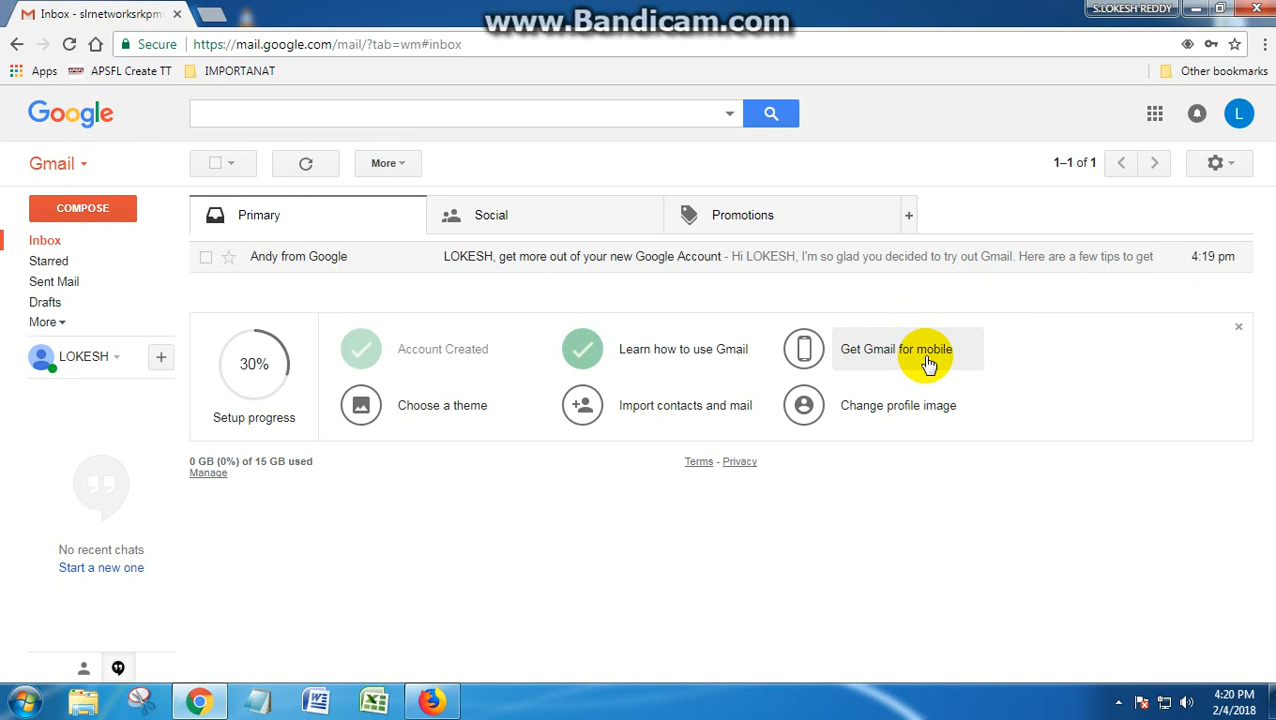 Inbox - slrnetworksrkpm
www.Bandicam.com
S.LOKESH REDDY
Secure
https://mail.google.com/mail/?tab=wm#inbox
Apps
APSFL Create TT
IMPORTANAT
Other bookmarks
Google
L
Gmail
More
1–1 of 1
COMPOSE
Primary
Social
Promotions
+
Inbox
Starred
Sent Mail
Drafts
More
Andy from Google
LOKESH, get more out of your new Google Account - Hi LOKESH, I'm so glad you decided to try out Gmail. Here are a few tips to get
4:19 pm
LOKESH
+
30%
Setup progress
Account Created
Learn how to use Gmail
Get Gmail for mobile
Choose a theme
Import contacts and mail
Change profile image
0 GB (0%) of 15 GB used
Manage
Terms - Privacy
No recent chats
Start a new one
4:20 PM
2/4/2018